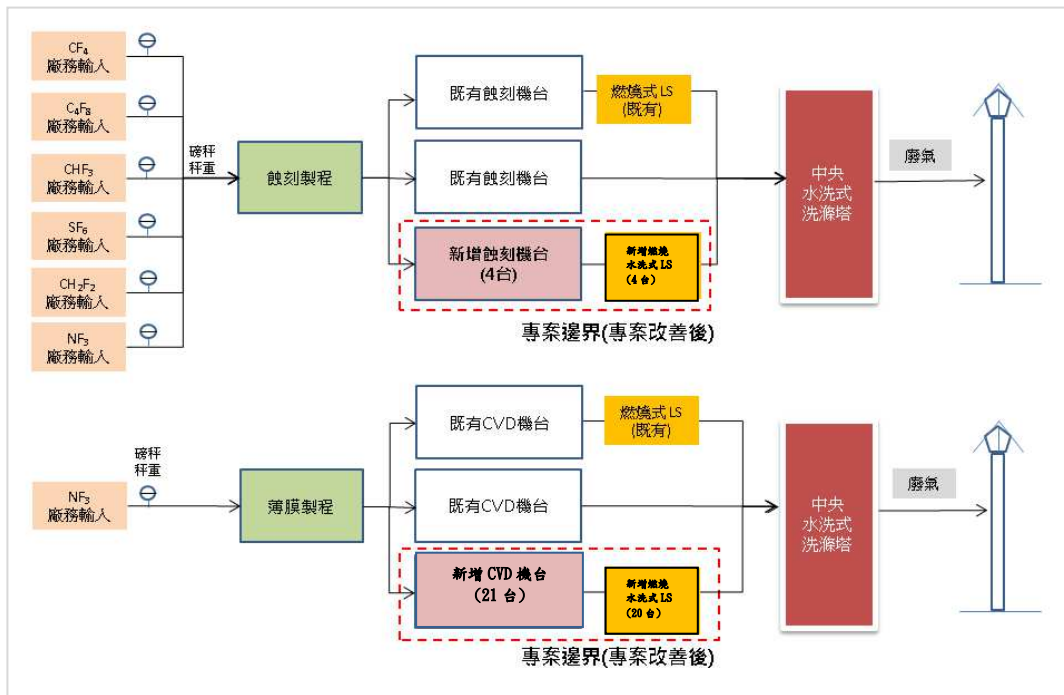 CF₄
廠務輸入
C₄F₈
廠務輸入
CHF₃
廠務輸入
SF₆
廠務輸入
CH₂F₂
廠務輸入
NF₃
廠務輸入
磅秤
秤重
蝕刻製程
既有蝕刻機台
燃燒式 LS
(既有)
既有蝕刻機台
新增蝕刻機台
(4台)
新增燃燒
水洗式 LS
(4 台)
專案邊界(專案改善後)
中央
水洗式
洗滌塔
廢氣
NF₃
廠務輸入
磅秤
秤重
薄膜製程
既有CVD機台
燃燒式 LS
(既有)
既有CVD機台
新增 CVD 機台
(21 台)
新增燃燒
水洗式 LS
(20 台)
專案邊界(專案改善後)
中央
水洗式
洗滌塔
廢氣